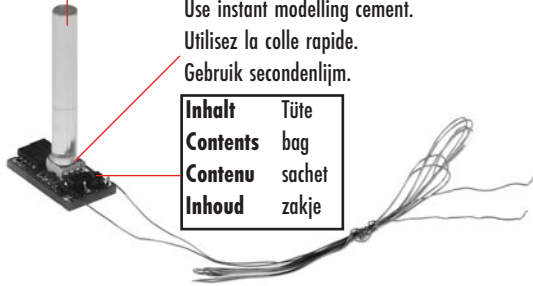 Use instant modelling cement.
Utilisez la colle rapide.
Gebruik secondenlijm.
Inhalt Tüte
Contents bag
Contenu sachet
Inhoud zakje